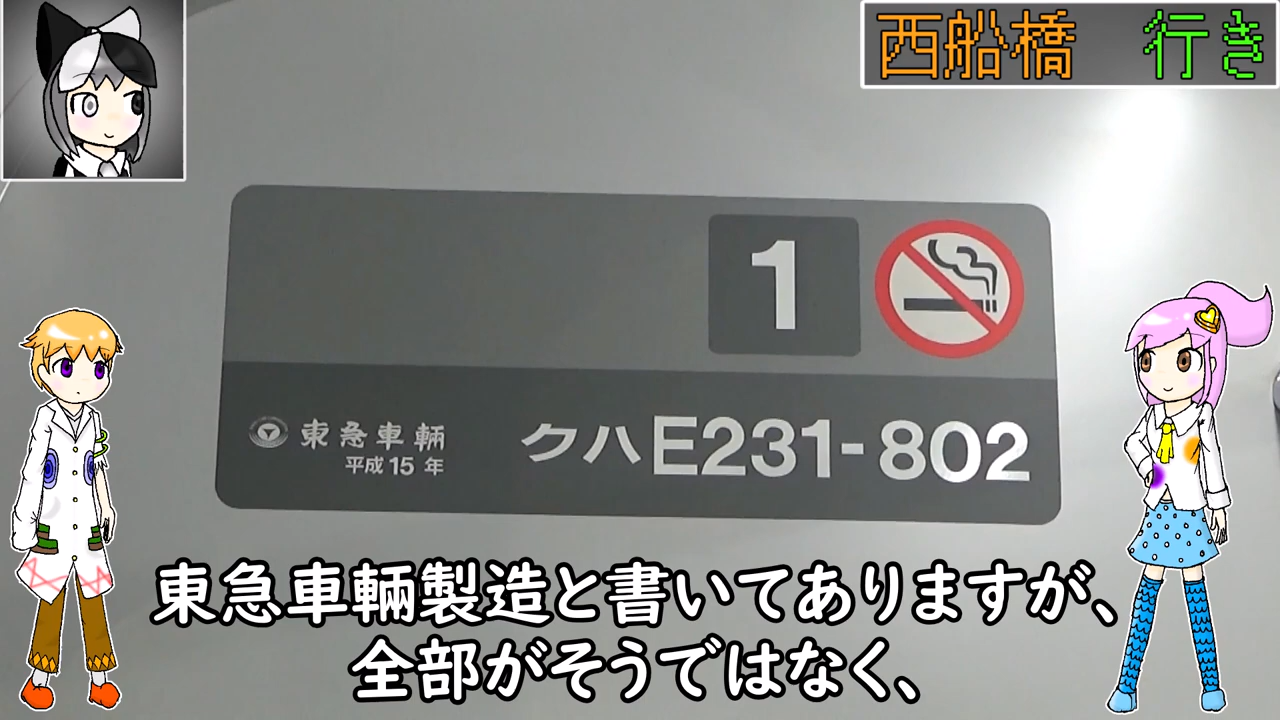 西船橋 行き
1
東急車輛
平成15年
クハE231-802
東急車輛製造と書いてありますが、
全部がそうではなく、